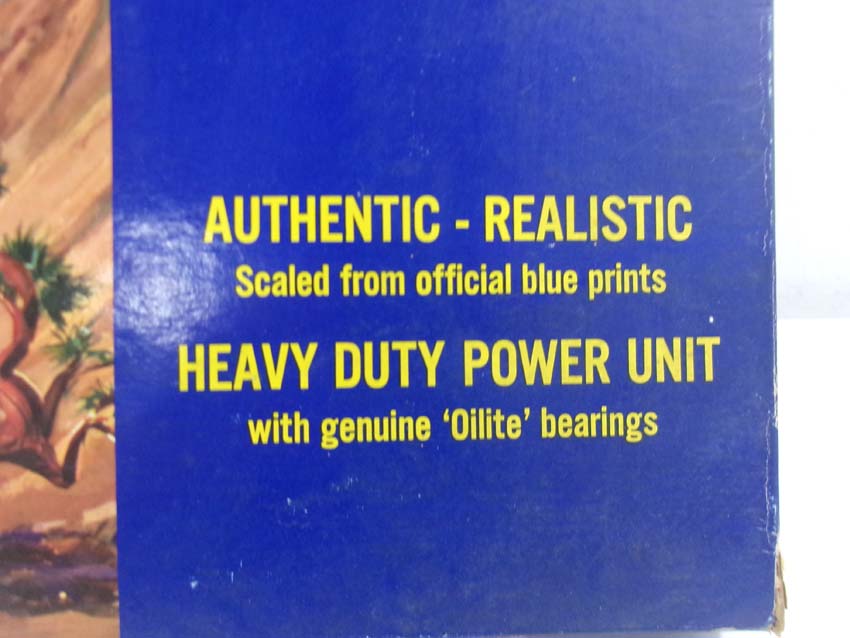 AUTHENTIC - REALISTIC
Scaled from official blue prints
HEAVY DUTY POWER UNIT
with genuine ‘Oilite’ bearings